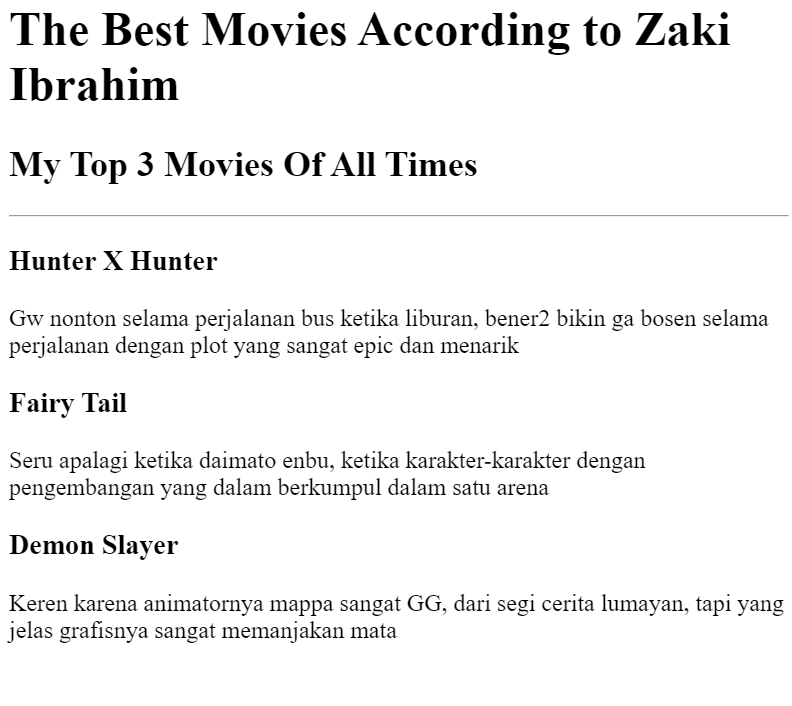 The Best Movies According to Zaki
Ibrahim
My Top 3 Movies Of All Times
Hunter X Hunter
Gw nonton selama perjalanan bus ketika liburan, bener2 bikin ga bosen selama
perjalanan dengan plot yang sangat epic dan menarik
Fairy Tail
Seru apalagi ketika daimato enbu, ketika karakter-karakter dengan
pengembangan yang dalam berkumpul dalam satu arena
Demon Slayer
Keren karena animatornya mappa sangat GG, dari segi cerita lumayan, tapi yang
jelas grafisnya sangat memanjakan mata